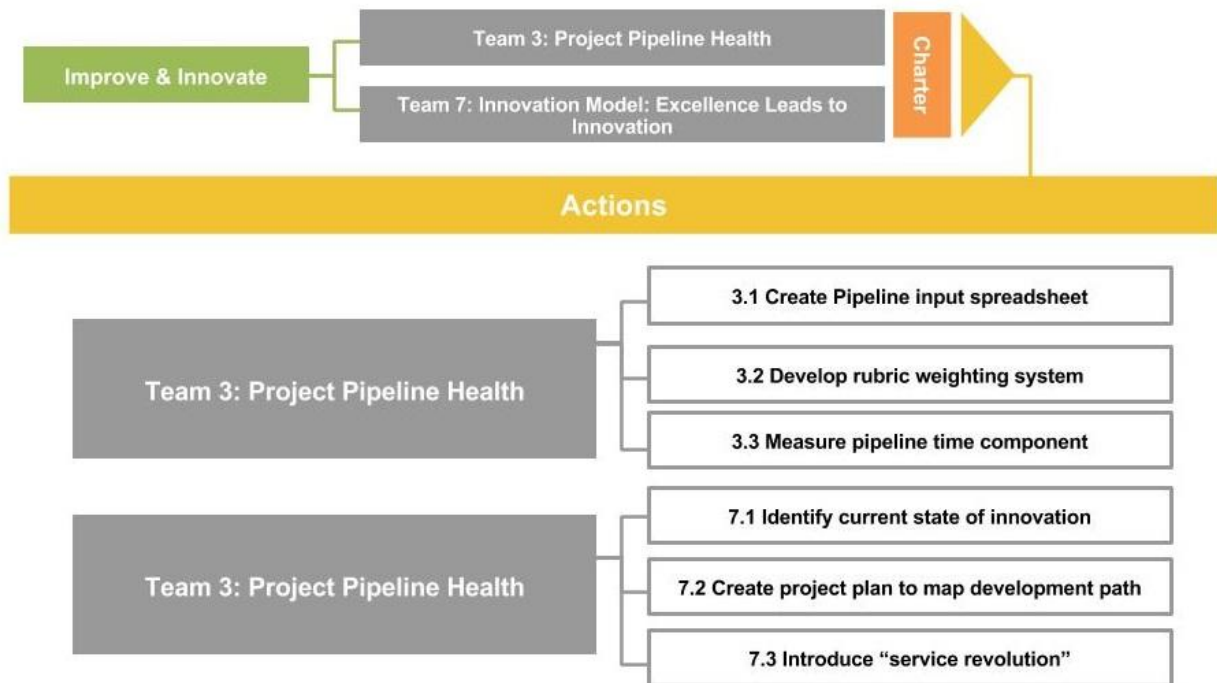 Team 3: Project Pipeline Health
Improve & Innovate
Team 7: Innovation Model: Excellence Leads to
Innovation
Charter
Actions
Team 3: Project Pipeline Health
3.1 Create Pipeline input spreadsheet
3.2 Develop rubric weighting system
3.3 Measure pipeline time component
Team 3: Project Pipeline Health
7.1 Identify current state of innovation
7.2 Create project plan to map development path
7.3 Introduce “service revolution”